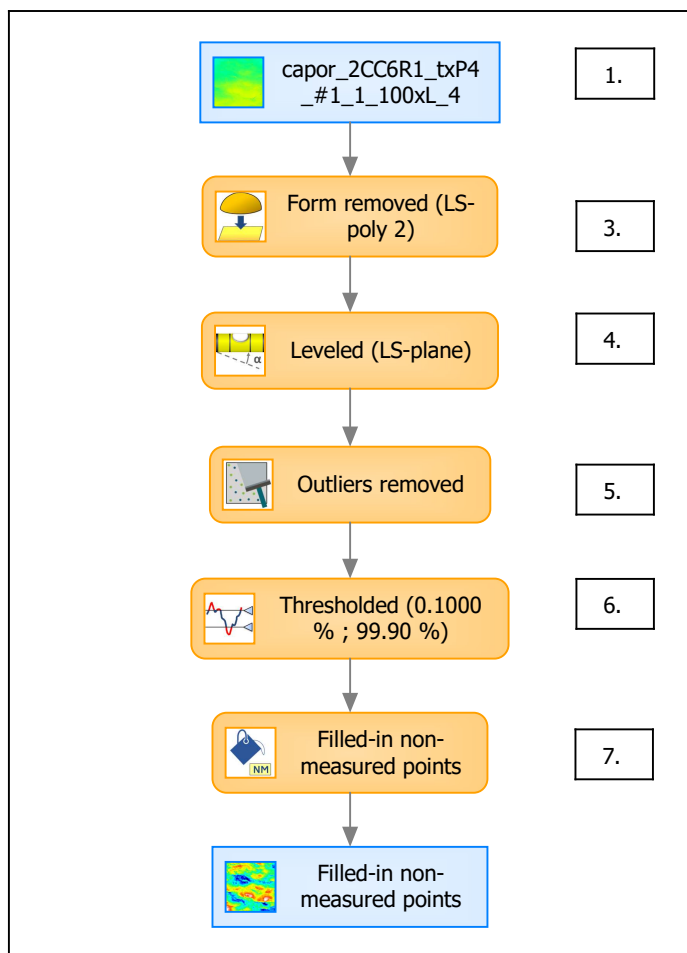 capor_2CC6R1_txP4
_#1_1_100xL_4
1.
Form removed (LS-
poly 2)
3.
α
Leveled (LS-plane)
4.
Outliers removed
5.
Thresholded (0.1000
% ; 99.90 %)
6.
NM
Filled-in non-
measured points
7.
Filled-in non-
measured points